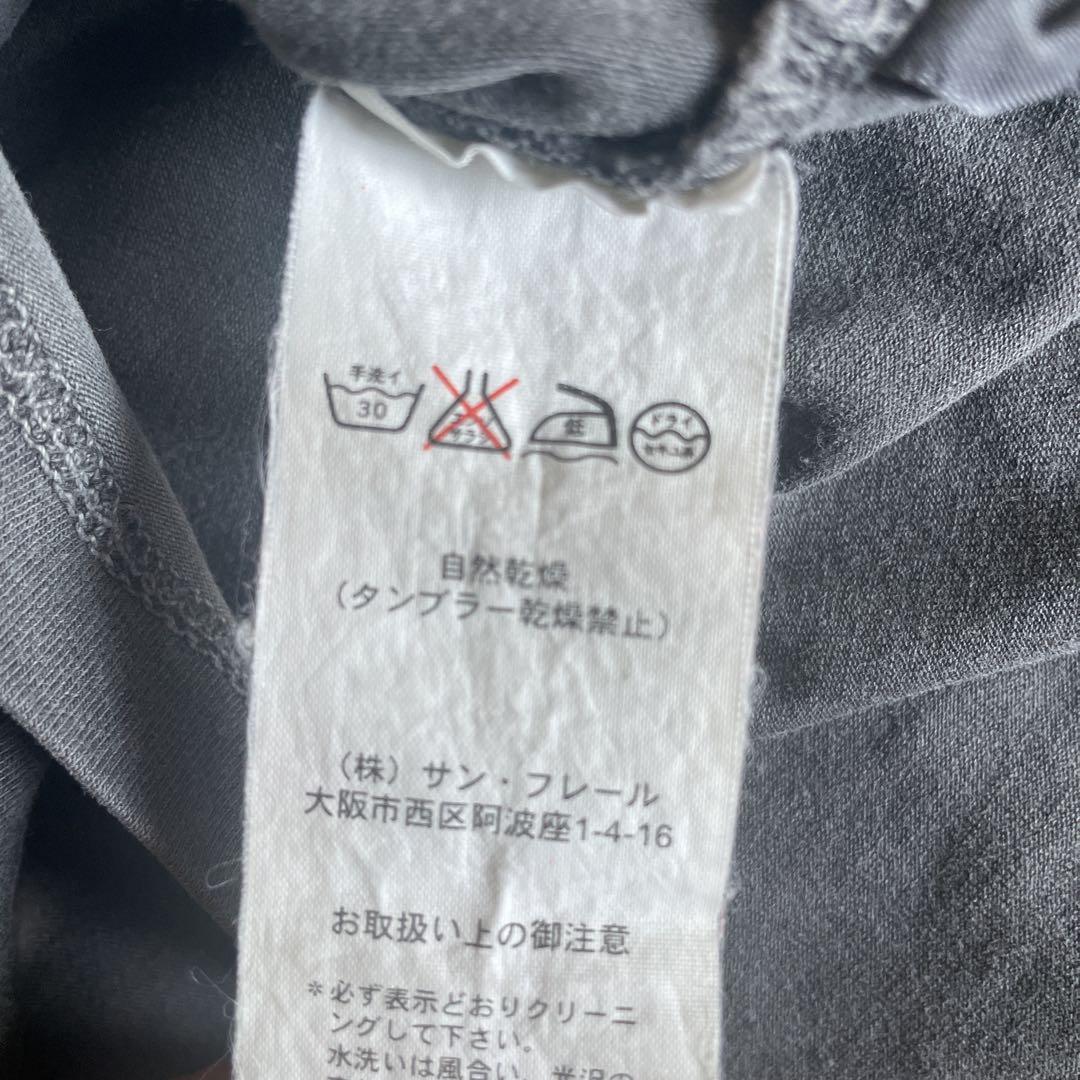 手洗イ
30
エンソ
サラシ
低
ドライ
セキユ系
自然乾燥
（タンブラー乾燥禁止）
（株）サン・フレール
大阪市西区阿波座1-4-16
お取扱い上の御注意
*必ず表示どおりクリーニ
ングして下さい。
水洗いは風合い、光沢の